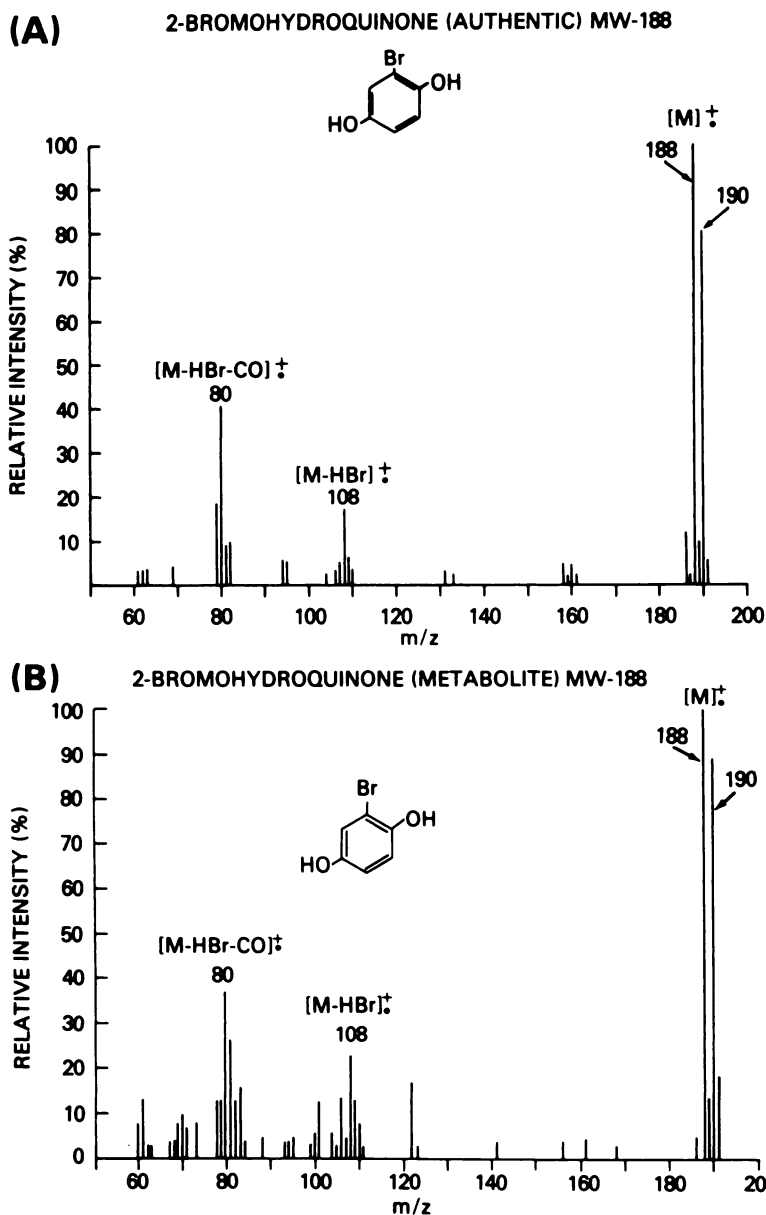 (A)
2-BROMOHYDROQUINONE (AUTHENTIC) MW-188
Br
OH
HO
[M]+•
188
190
[M-HBr-CO]+•
80
[M-HBr]+•
108
RELATIVE INTENSITY (%)
100
90
80
70
60
50
40
30
20
10
60 80 100 120 140 160 180 200
m/z
(B)
2-BROMOHYDROQUINONE (METABOLITE) MW-188
Br
OH
HO
[M]+•
188
190
[M-HBr-CO]+•
80
[M-HBr]+•
108
RELATIVE INTENSITY (%)
100
90
80
70
60
50
40
30
20
10
0
60 80 100 120 140 160 180 20
m/z